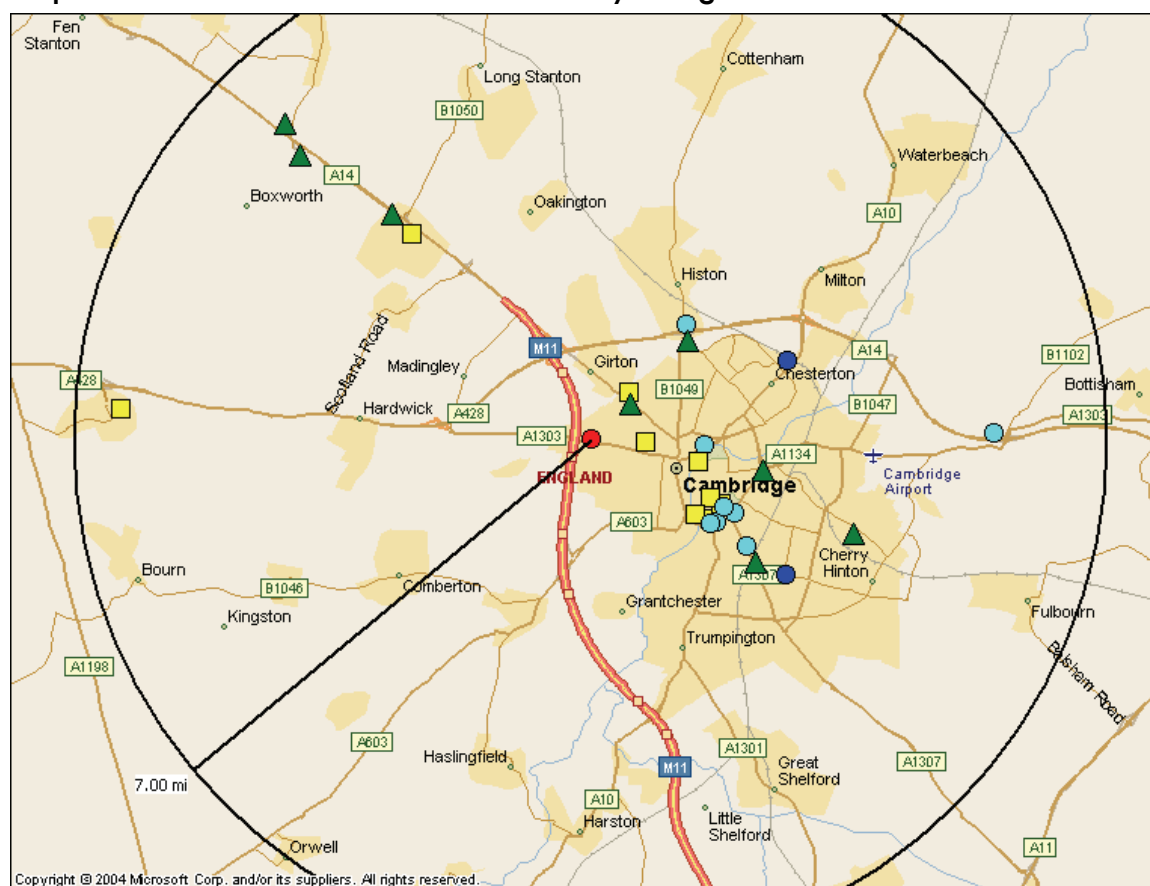 Fen
Stanton
Long Stanton
Cottenham
B1050
Waterbeach
A14
Boxworth
Oakington
A10
Histon
Milton
Scotland Road
M11
Madingley
Girton
A14
B1102
A428
Chesterton
Bottisham
B1049
B1047
Hardwick
A428
A1303
A1303
A1134
ENGLAND
Cambridge
Cambridge
Airport
A603
Bourn
B1046
Comberton
A1307
Cherry
Hinton
Kingston
Grantchester
Fulbourn
Trumpington
A1198
Balsham Road
A603
Haslingfield
A1301
A1307
7.00 mi
M11
Great
Shelford
A10
Harston
Little
Shelford
Orwell
A11
Copyright © 2004 Microsoft Corp. and/or its suppliers. All rights reserved.